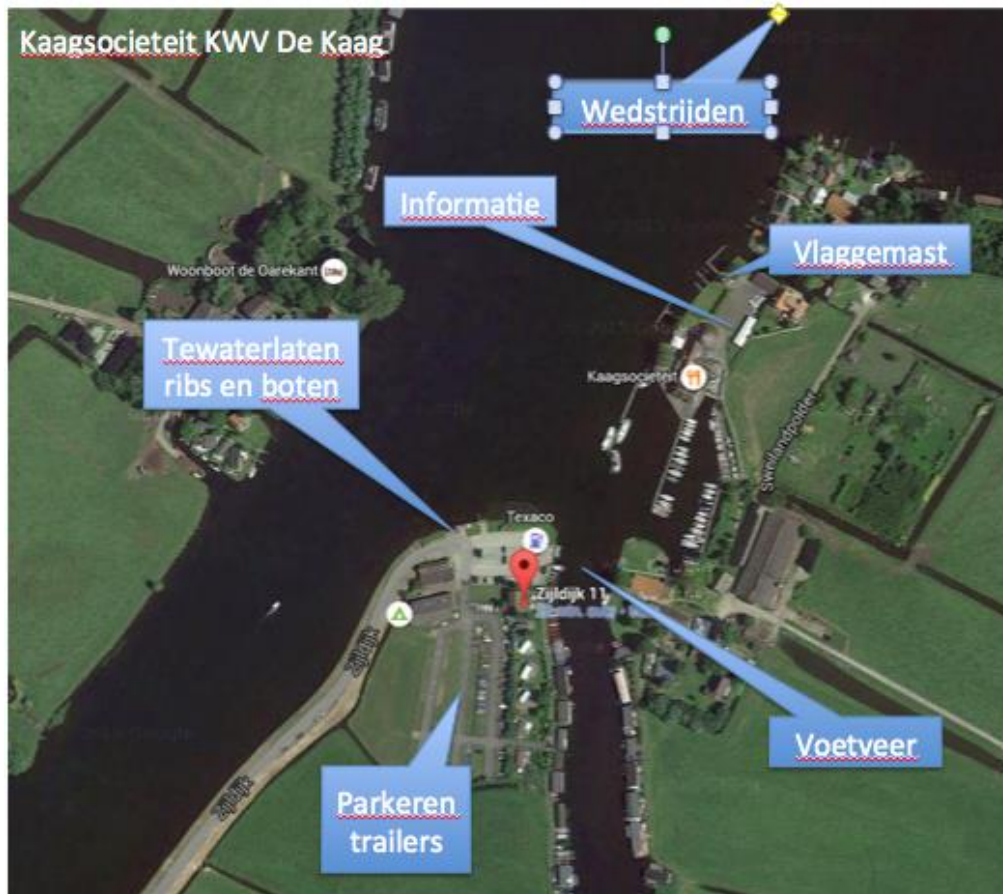 Kaagsocieteit KWV De Kaag
Wedstrijden
Informatie
Vlaggemast
Woonboot de Oarekant
Tewaterlaten
ribs en boten
Kaagsocieteit
Sweilandpolder
Texaco
Zijldijk 11
Zijldijk
Zijldijk
Voetveer
Parkeren
trailers